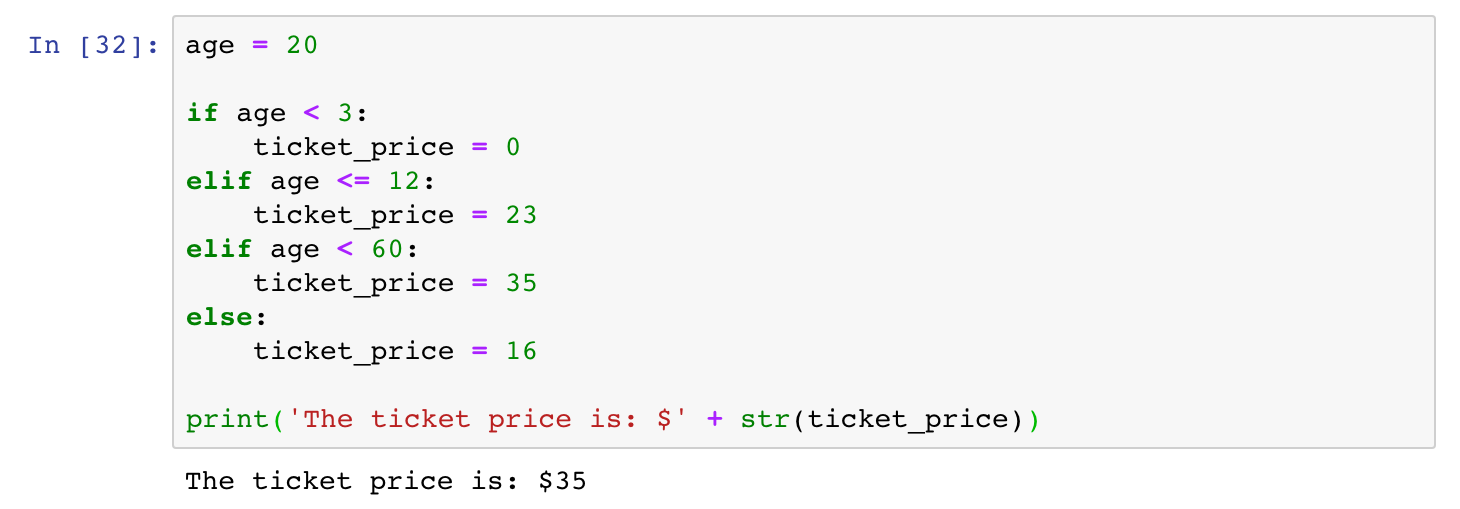 In [32]: age = 20
if age < 3:
    ticket_price = 0
elif age <= 12:
    ticket_price = 23
elif age < 60:
    ticket_price = 35
else:
    ticket_price = 16
print('The ticket price is: $' + str(ticket_price))
The ticket price is: $35